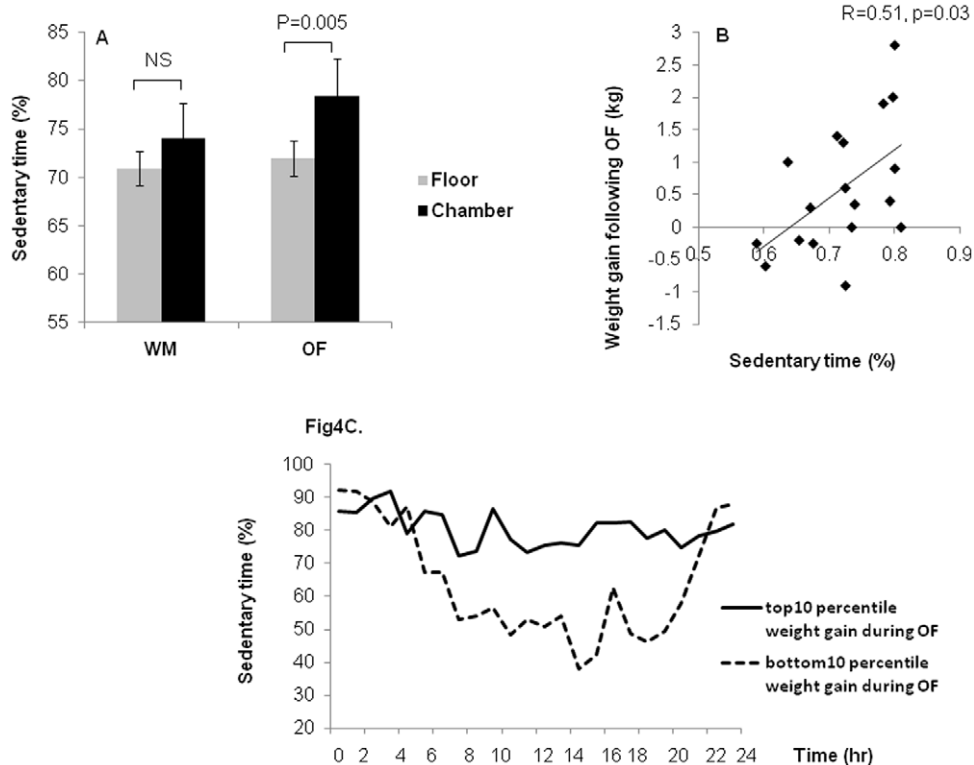 A
P=0.005
NS
85
80
75
70
65
60
55
Sedentary time (%)
WM
OF
Floor
Chamber
R=0.51, p=0.03
B
3
2.5
2
1.5
1
0.5
0
-0.5
-1
-1.5
Weight gain following OF (kg)
0.5
0.6
0.7
0.8
0.9
Sedentary time (%)
Fig4C.
100
90
80
70
60
50
40
30
20
Sedentary time (%)
0 2 4 6 8 10 12 14 16 18 20 22 24
Time (hr)
top10 percentile
weight gain during OF
bottom10 percentile
weight gain during OF